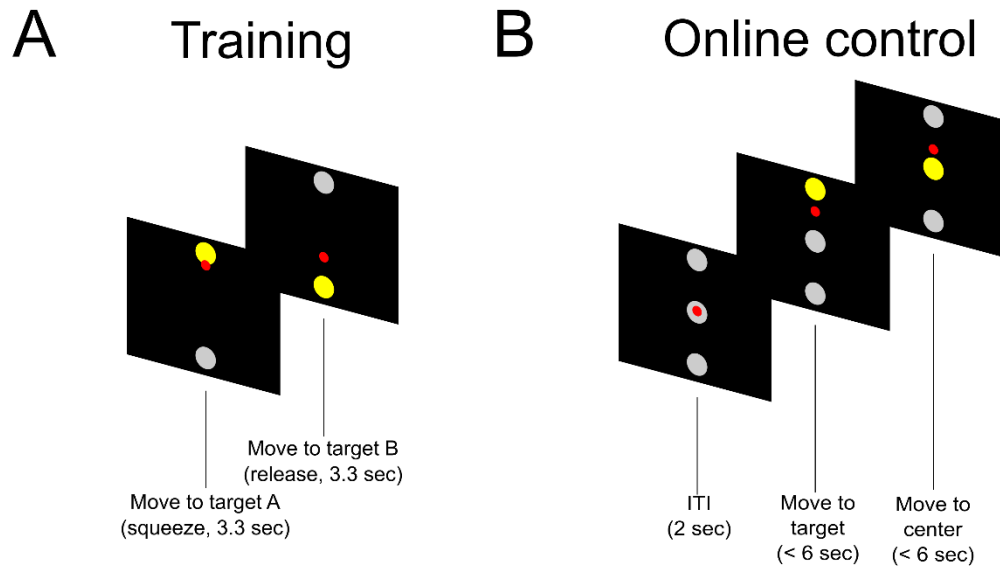 A
Training
B
Online control
Move to target B
(release, 3.3 sec)
Move to target A
(squeeze, 3.3 sec)
ITI
(2 sec)
Move to
target
(< 6 sec)
Move to
center
(< 6 sec)